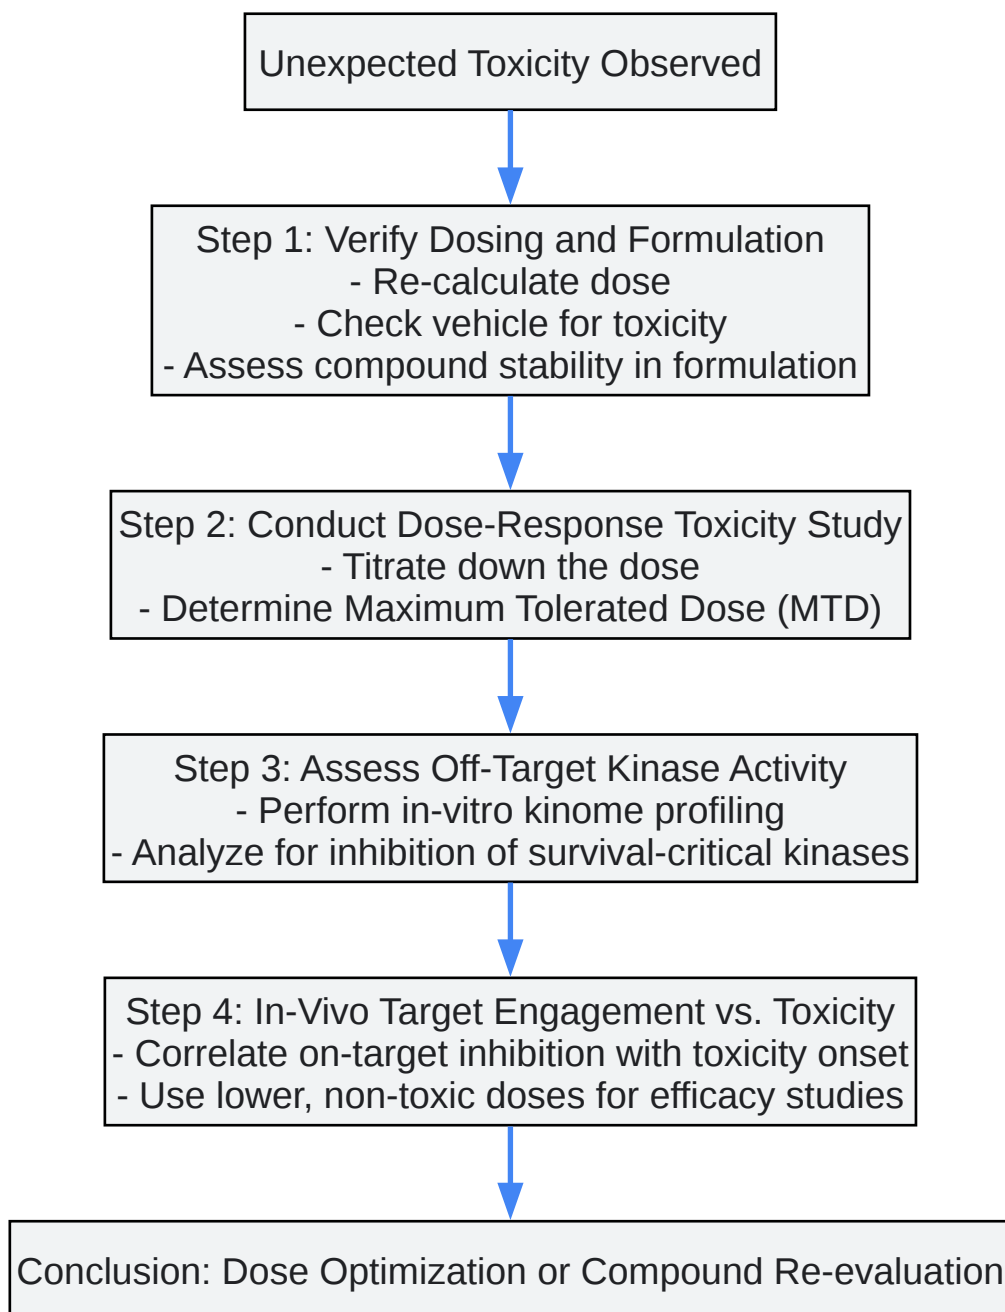 Unexpected Toxicity Observed
Step 1: Verify Dosing and Formulation
- Re-calculate dose
- Check vehicle for toxicity
- Assess compound stability in formulation
Step 2: Conduct Dose-Response Toxicity Study
- Titrate down the dose
- Determine Maximum Tolerated Dose (MTD)
Step 3: Assess Off-Target Kinase Activity
- Perform in-vitro kinome profiling
- Analyze for inhibition of survival-critical kinases
Step 4: In-Vivo Target Engagement vs. Toxicity
- Correlate on-target inhibition with toxicity onset
- Use lower, non-toxic doses for efficacy studies
Conclusion: Dose Optimization or Compound Re-evaluation